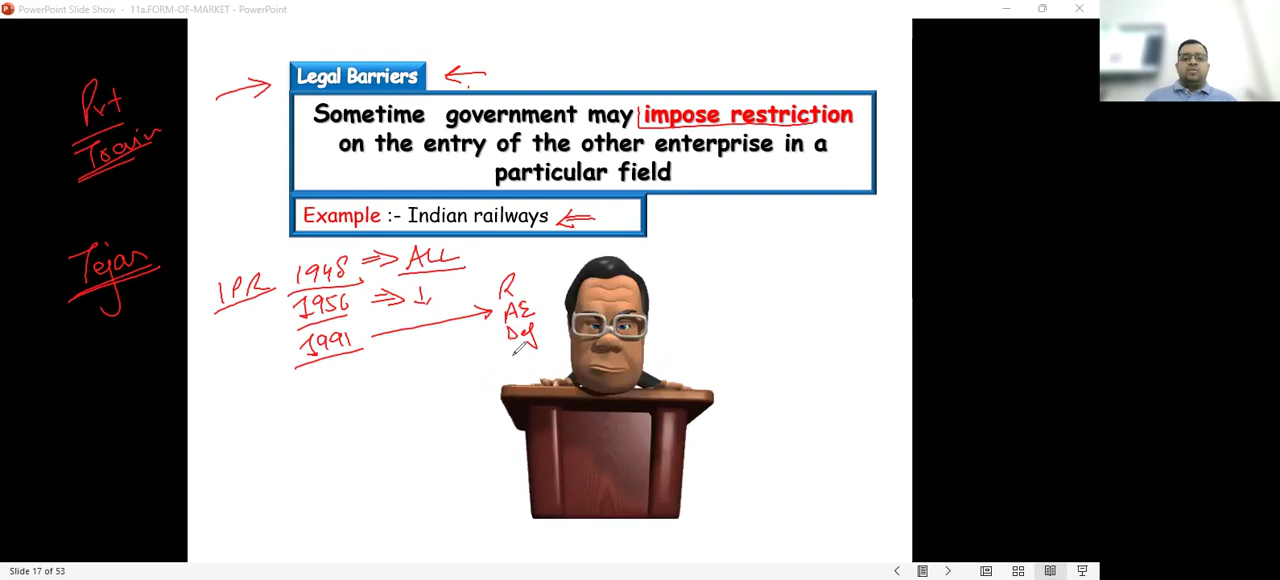 PowerPoint Slide Show - 11a.FORM-OF-MARKET - PowerPoint
Legal Barriers
Sometime government may impose restriction
on the entry of the other enterprise in a
particular field
Example :- Indian railways
Pvt
Train
Tejas
IPR 1948 ⇒ ALL
1956 ⇒
1991
R
AE
Def
Slide 17 of 53